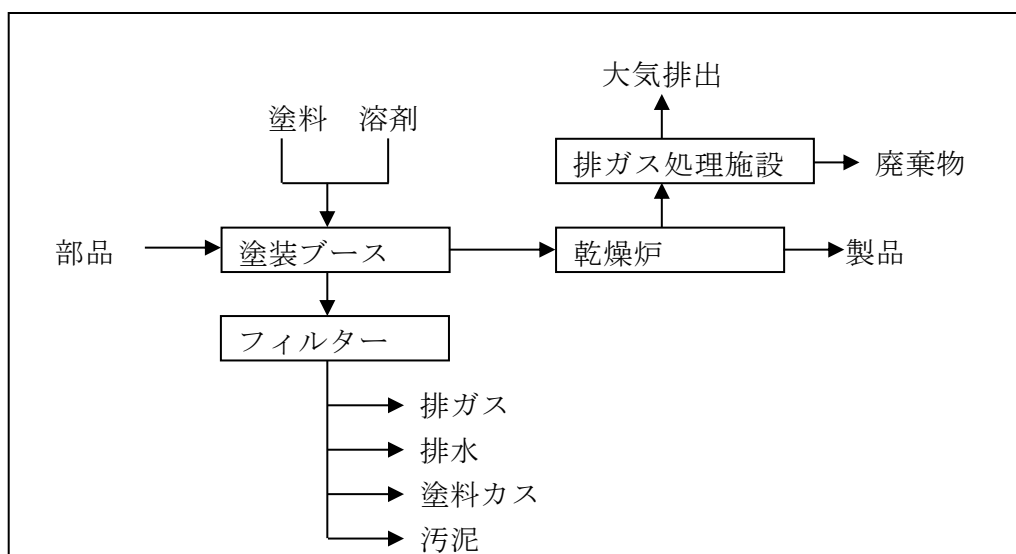 大気排出
塗料 溶剤
排ガス処理施設 廃棄物
部品 塗装ブース 乾燥炉 製品
フィルター
排ガス
排水
塗料カス
汚泥